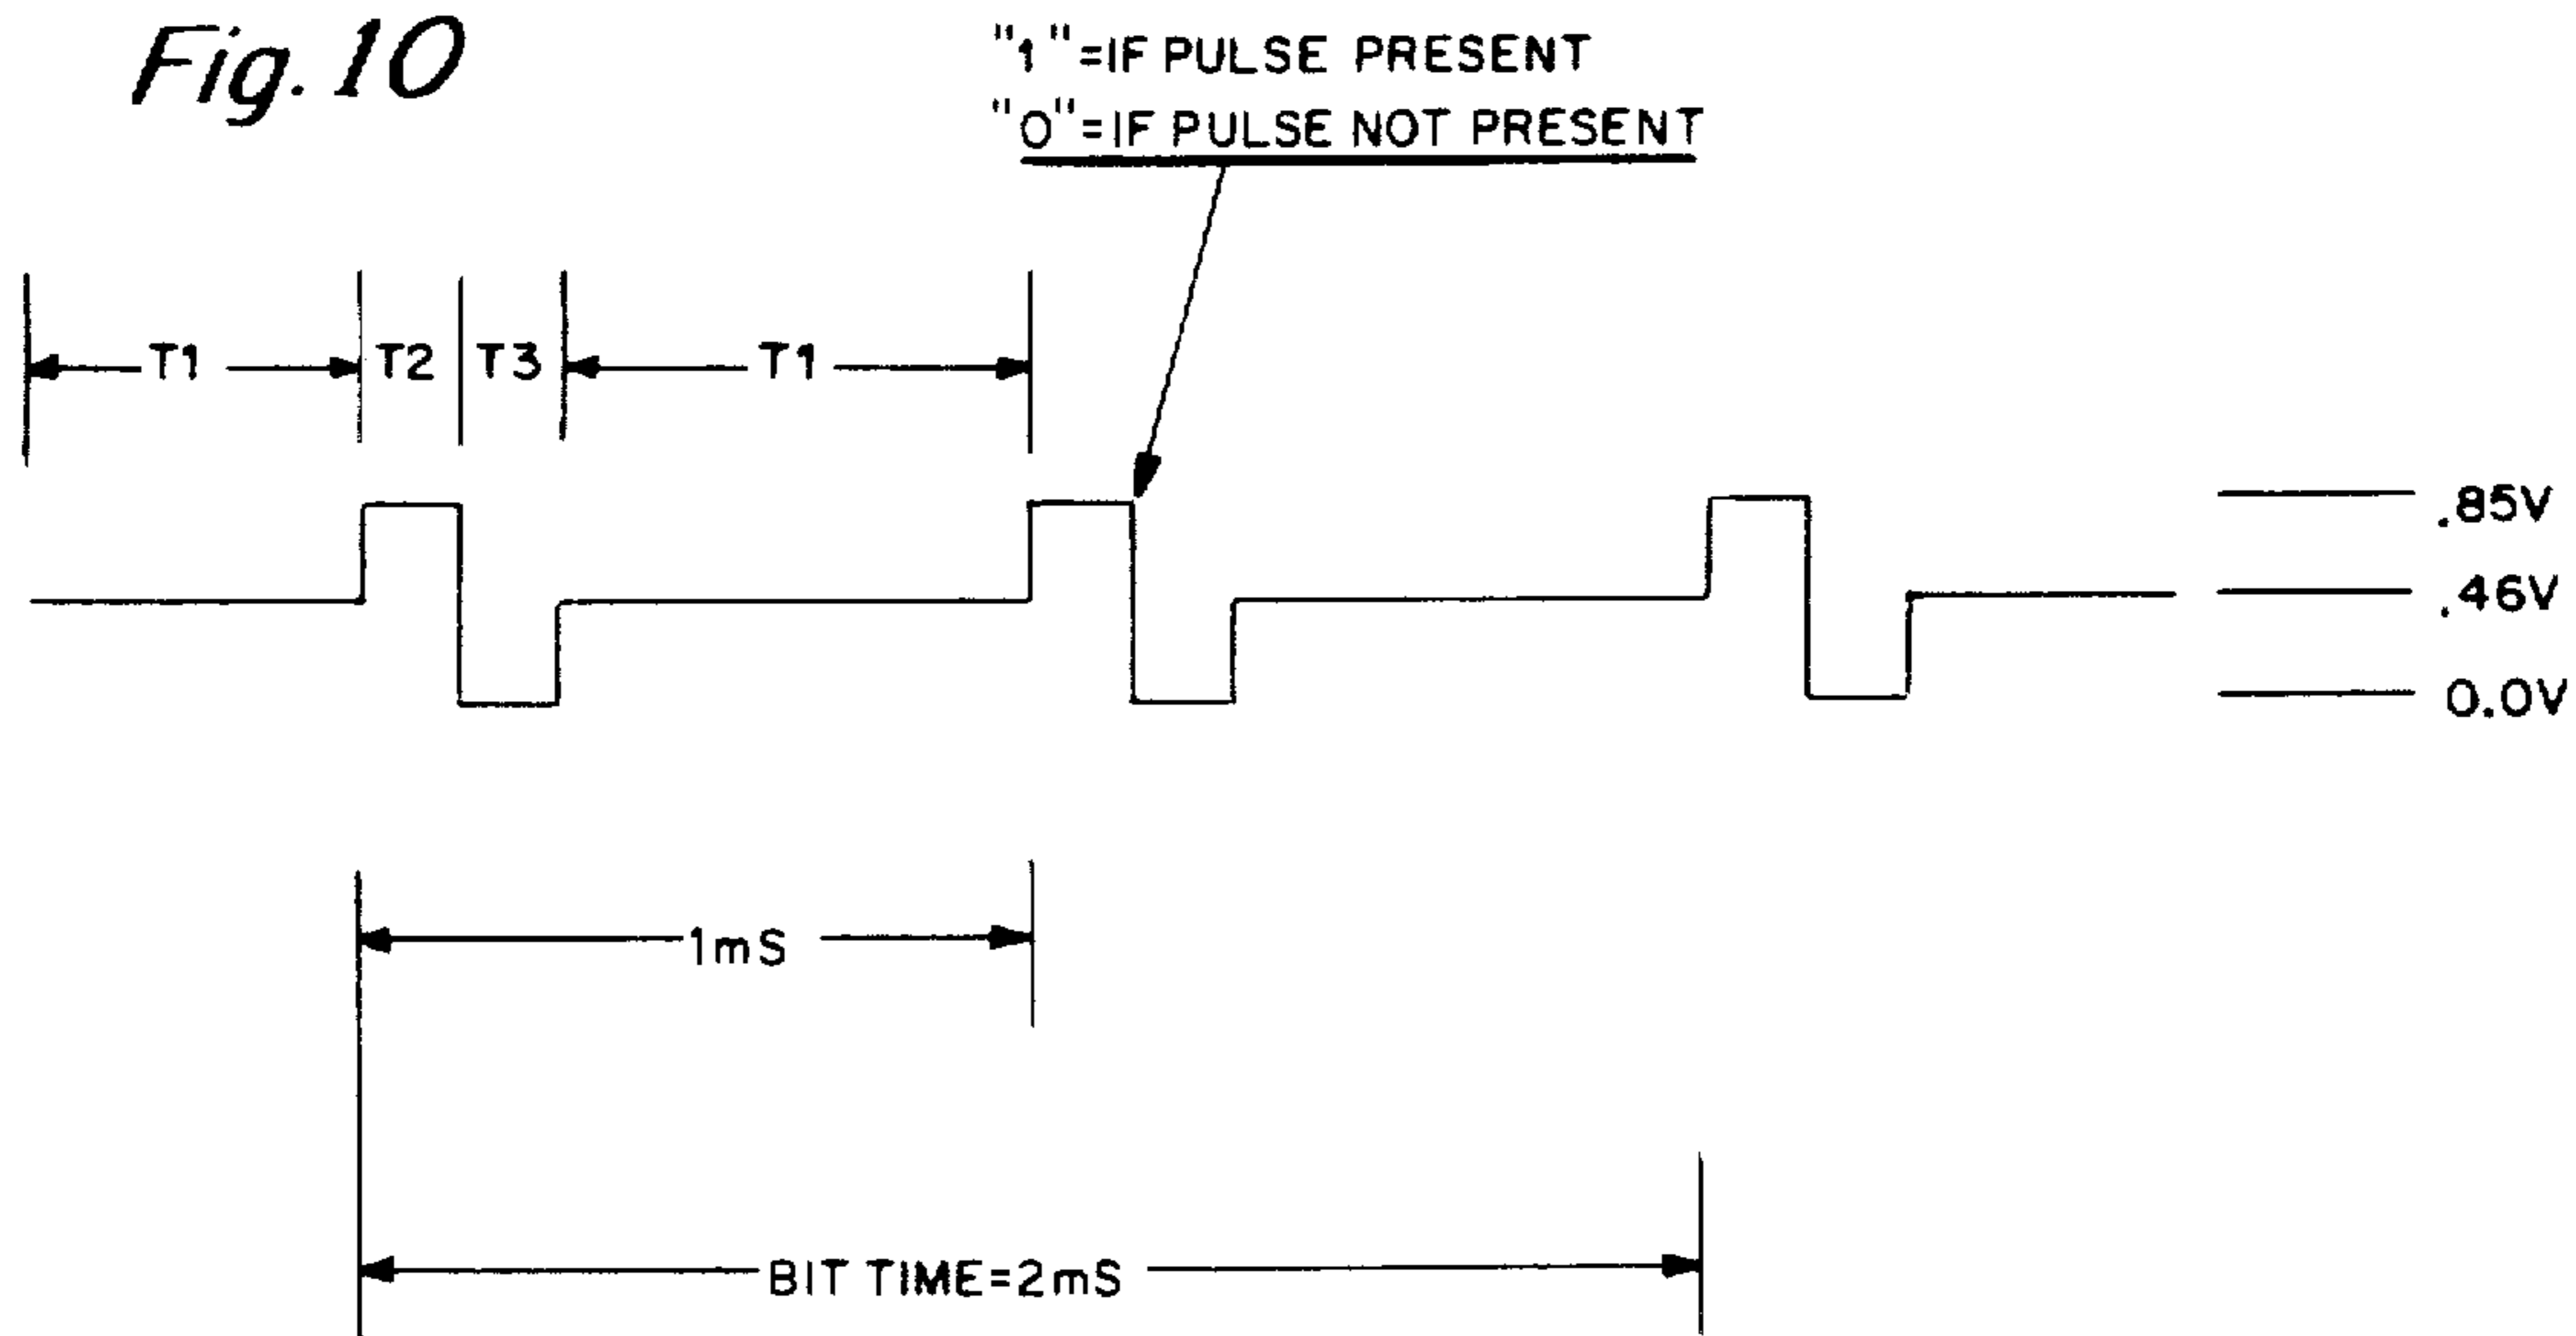 Fig. 10
"1"=IF PULSE PRESENT
"0"=IF PULSE NOT PRESENT
T1 T2 T3 T1
.85V
.46V
0.0V
1mS
BIT TIME=2mS